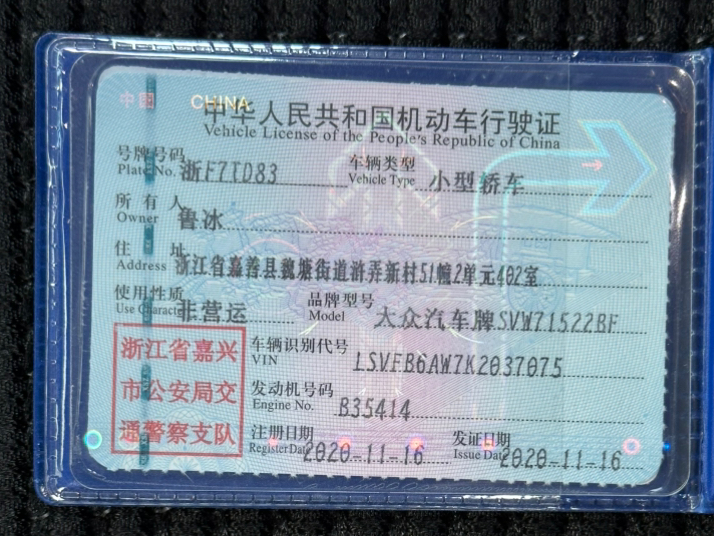 中国 CHINA
中华人民共和国机动车行驶证
Vehicle License of the People's Republic of China
号牌号码 浙F7TD83 车辆类型 小型轿车
Plate No. Vehicle Type
所有人 鲁冰
Owner
住址 浙江省嘉善县魏塘街道浒弄新村51幢2单元402室
Address
使用性质 非营运 品牌型号 大众汽车牌SVW71522BF
Use Character Model
浙江省嘉兴
市公安局交
通警察支队
车辆识别代号 LSVFB6AW7K2037075
VIN
发动机号码 B35414
Engine No.
注册日期 2020-11-16 发证日期 2020-11-16
Register Date Issue Date